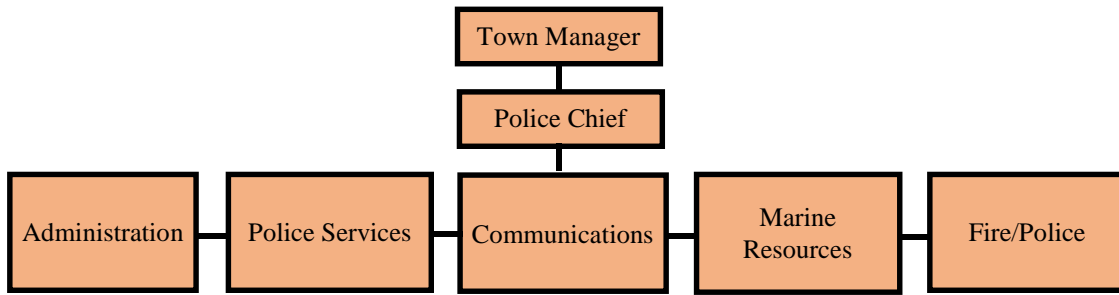 Town Manager
Police Chief
Administration
Police Services
Communications
Marine
Resources
Fire/Police